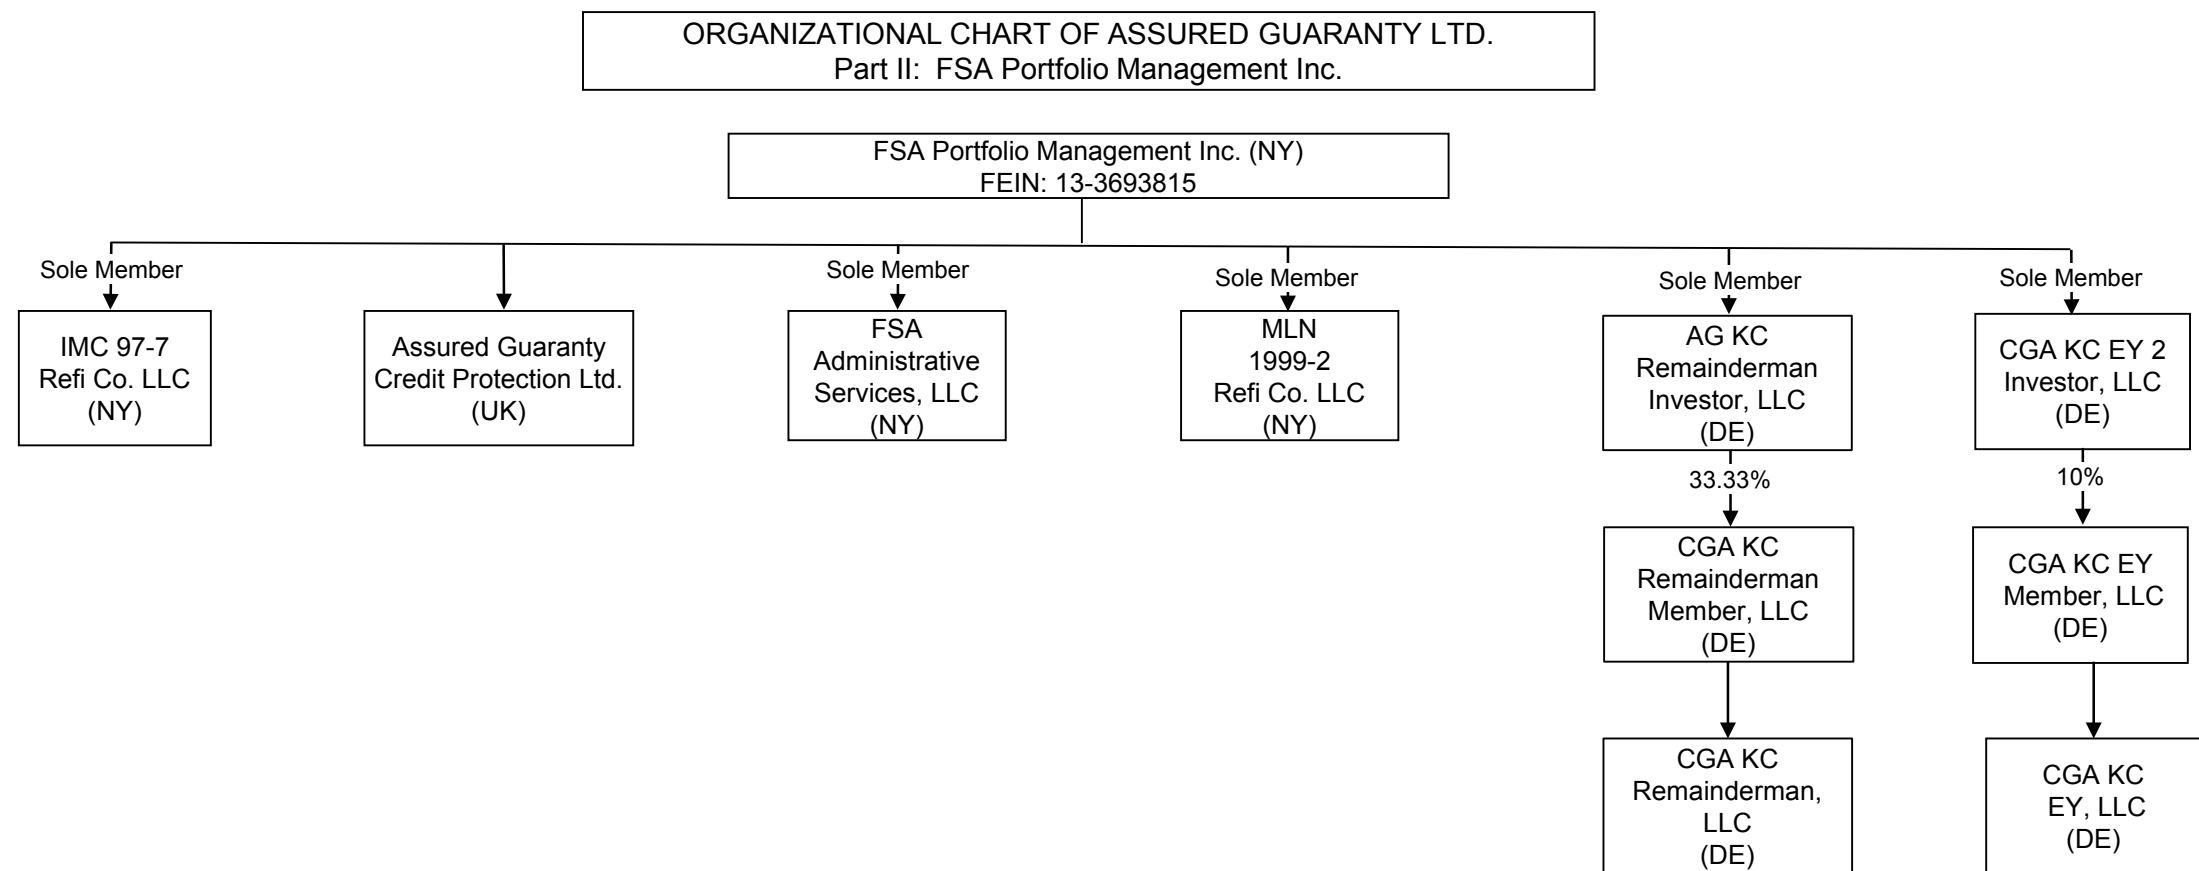 ORGANIZATIONAL CHART OF ASSURED GUARANTY LTD.
Part II:  FSA Portfolio Management Inc.
FSA Portfolio Management Inc. (NY)
FEIN: 13-3693815
Sole Member
IMC 97-7
Refi Co. LLC
(NY)
Assured Guaranty
Credit Protection Ltd.
(UK)
Sole Member
FSA
Administrative
Services, LLC
(NY)
Sole Member
MLN
1999-2
Refi Co. LLC
(NY)
Sole Member
AG KC
Remainderman
Investor, LLC
(DE)
33.33%
CGA KC
Remainderman
Member, LLC
(DE)
CGA KC
Remainderman,
LLC
(DE)
Sole Member
CGA KC EY 2
Investor, LLC
(DE)
10%
CGA KC EY
Member, LLC
(DE)
CGA KC
EY, LLC
(DE)